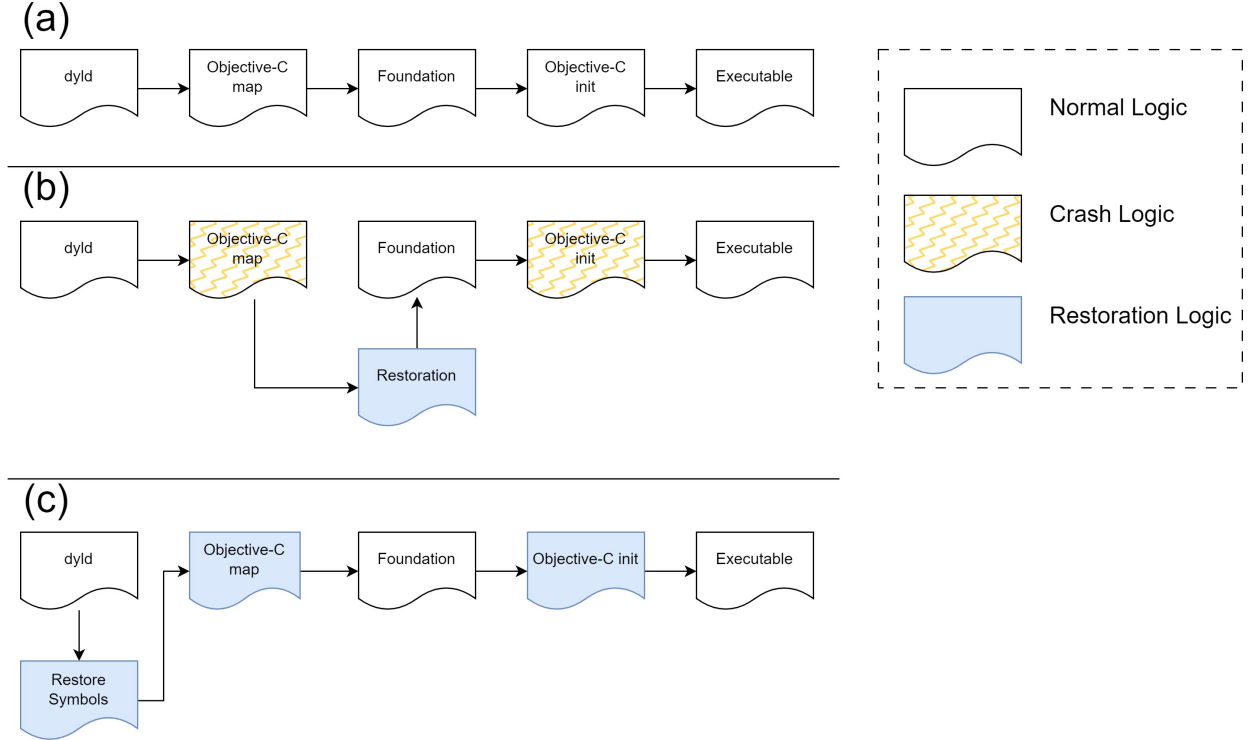 (a)
dyld
Objective-C
map
Foundation
Objective-C
init
Executable
(b)
dyld
Objective-C
map
Foundation
Objective-C
init
Executable
Restoration
(c)
dyld
Objective-C
map
Foundation
Objective-C init
Executable
Restore
Symbols
Normal Logic
Crash Logic
Restoration Logic